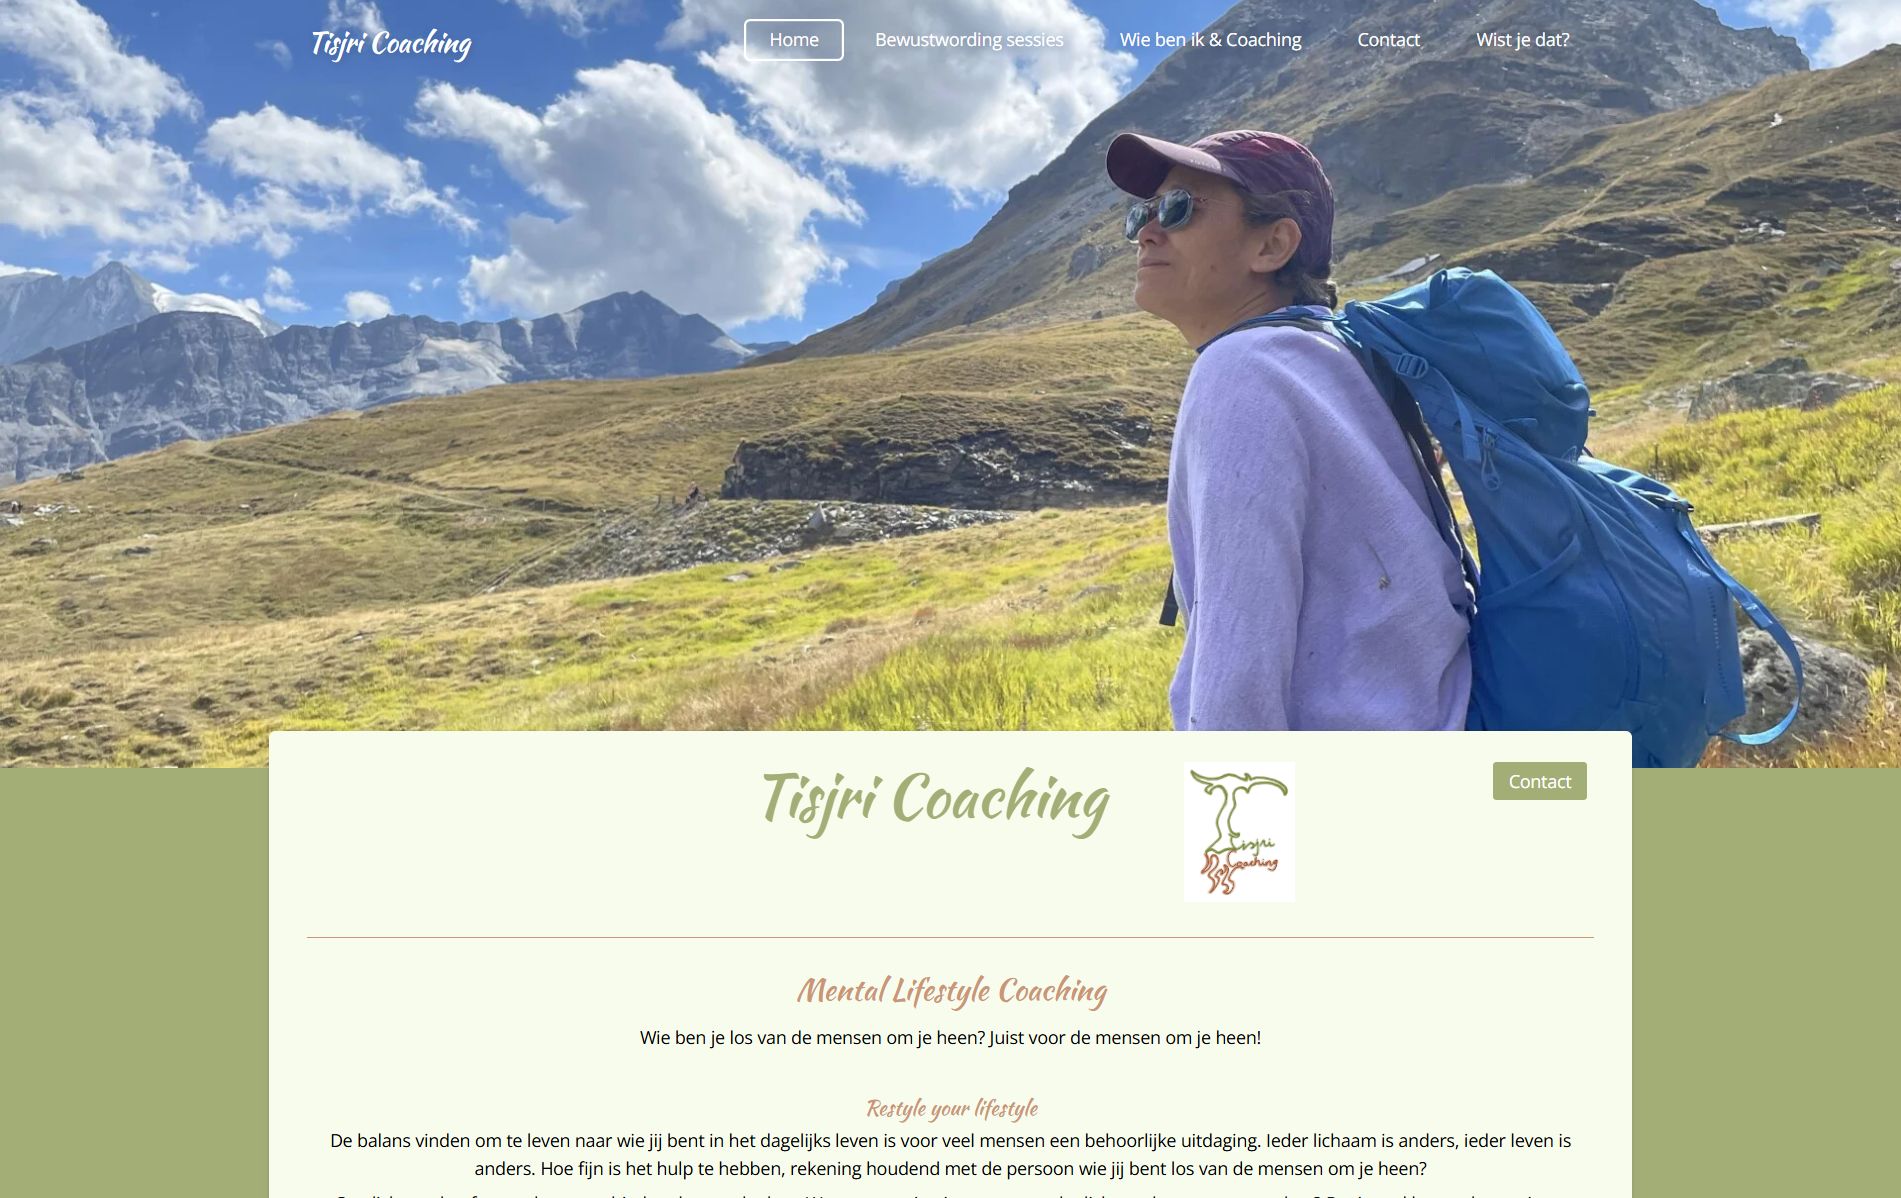 Tisjri Coaching
Home
Bewustwording sessies
Wie ben ik & Coaching
Contact
Wist je dat?
Tisjri Coaching
Tisjri
Coaching
Contact
Mental Lifestyle Coaching
Wie ben je los van de mensen om je heen? Juist voor de mensen om je heen!
Restyle your lifestyle
De balans vinden om te leven naar wie jij bent in het dagelijks leven is voor veel mensen een behoorlijke uitdaging. Ieder lichaam is anders, ieder leven is
anders. Hoe fijn is het hulp te hebben, rekening houdend met de persoon wie jij bent los van de mensen om je heen?